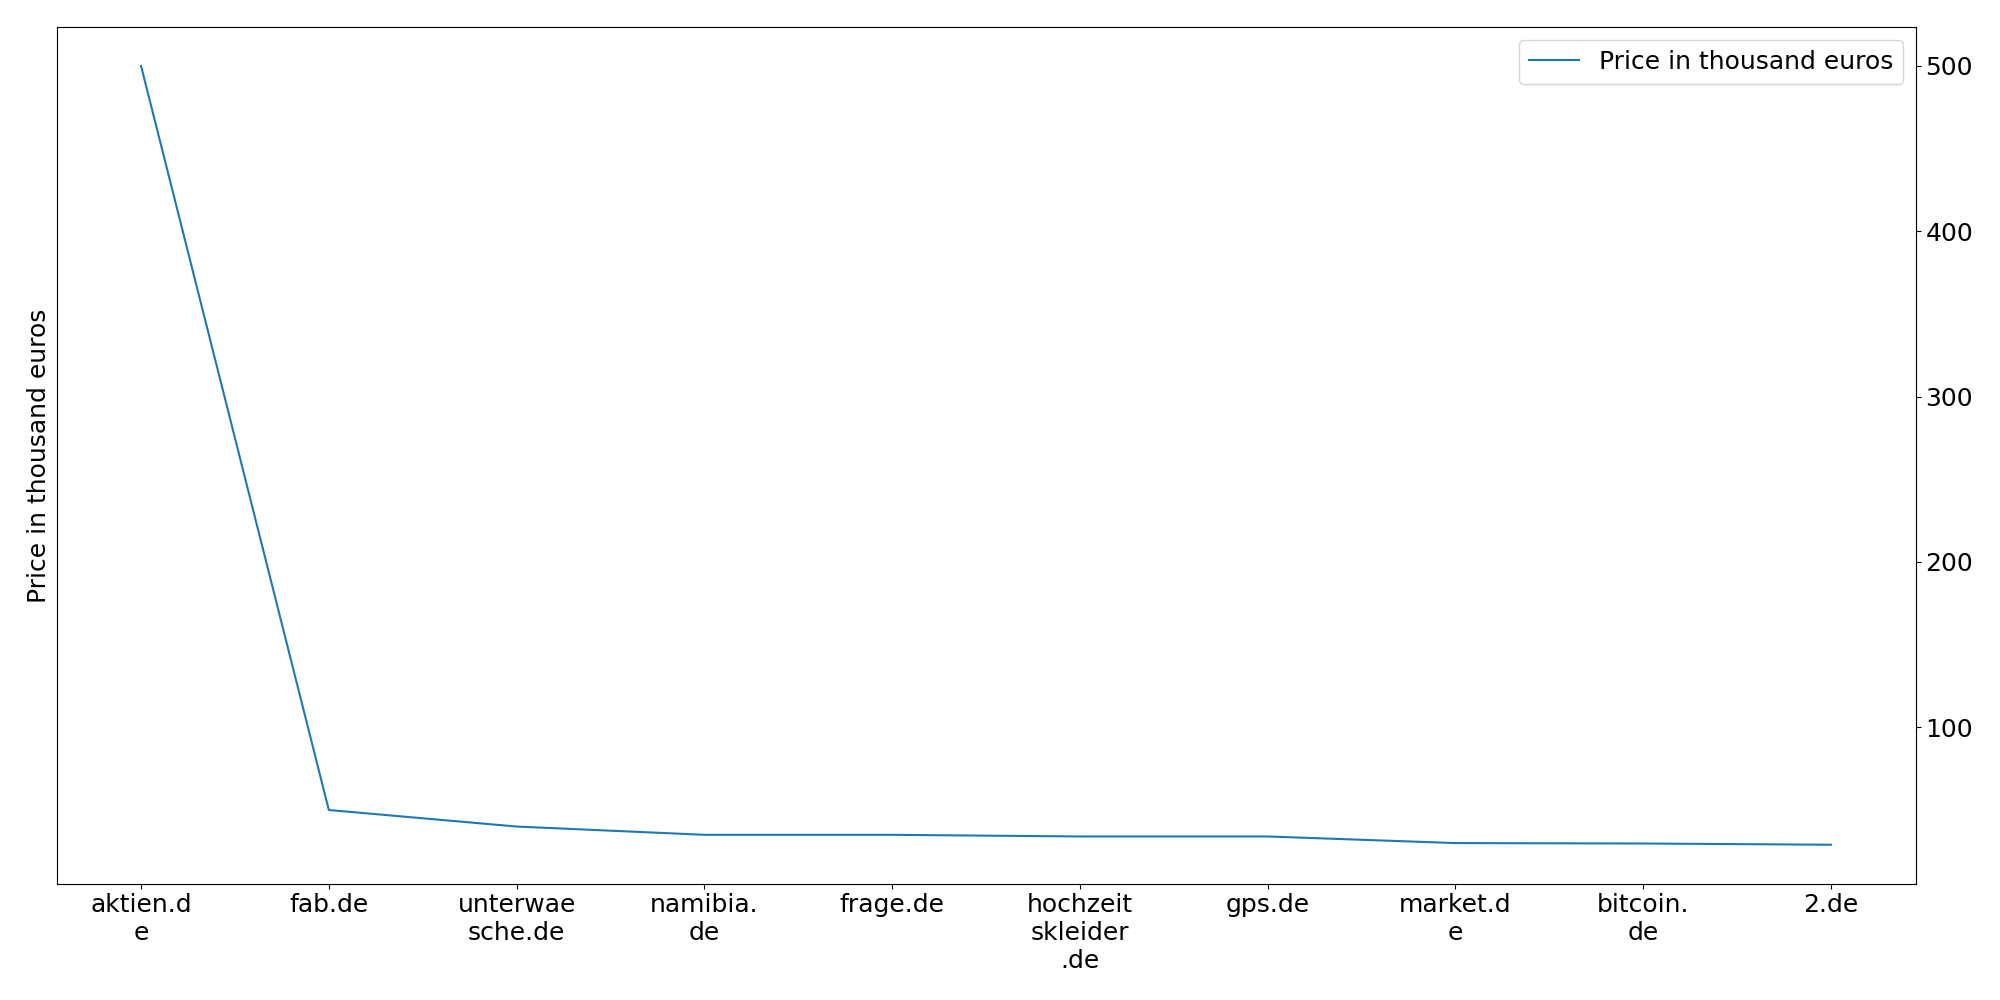 Price in thousand euros
Price in thousand euros
500
400
300
200
100
aktien.d
e
fab.de
unterwae
sche.de
namibia.
de
frage.de
hochzeit
skleider
.de
gps.de
market.d
e
bitcoin.
de
2.de